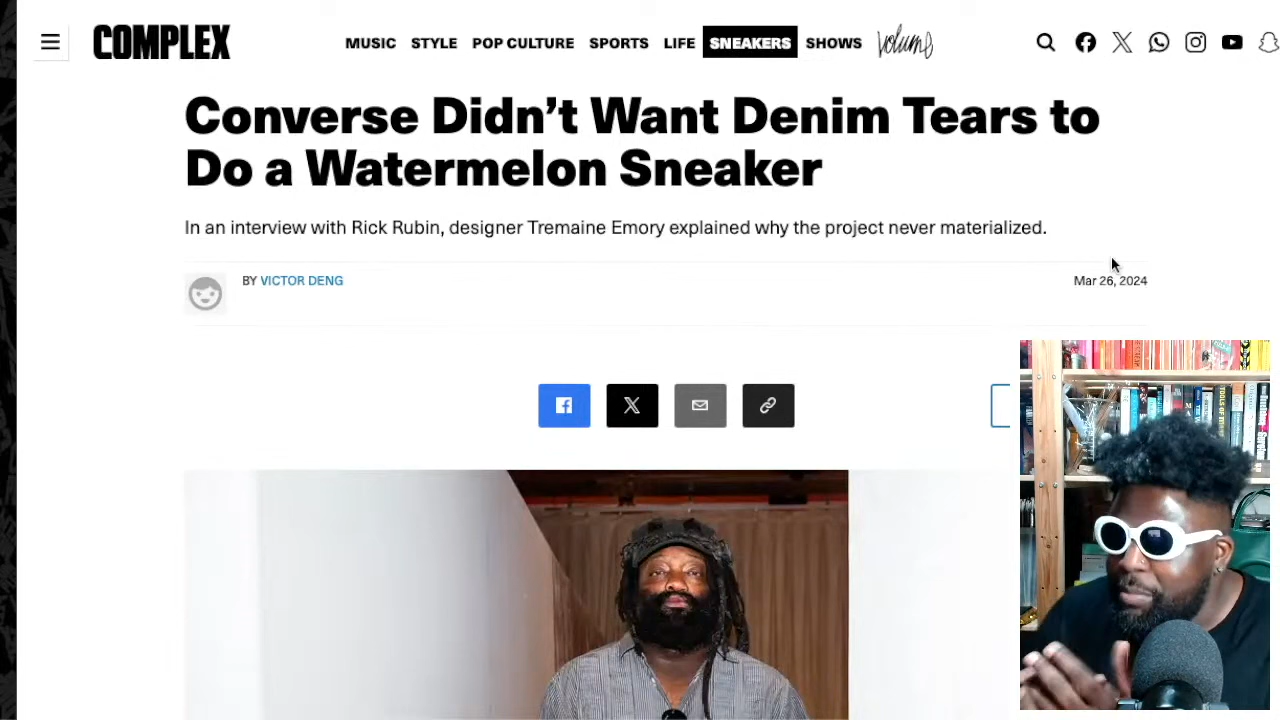 COMPLEX
MUSIC STYLE POP CULTURE SPORTS LIFE SNEAKERS SHOWS Volume
Converse Didn't Want Denim Tears to
Do a Watermelon Sneaker
In an interview with Rick Rubin, designer Tremaine Emory explained why the project never materialized.
BY VICTOR DENG
Mar 26, 2024